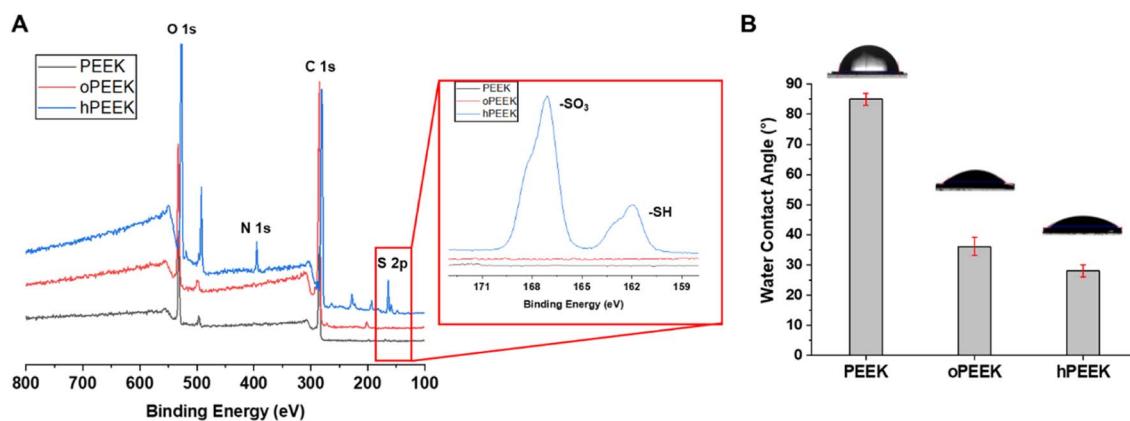 A
O 1s
C 1s
PEEK
oPEEK
hPEEK
N 1s
S 2p
800 700 600 500 400 300 200 100
Binding Energy (eV)
PEEK
oPEEK
hPEEK
-SO3
-SH
171 168 165 162 159
Binding Energy (eV)
B
Water Contact Angle (°)
90
80
70
60
50
40
30
20
10
0
PEEK oPEEK hPEEK